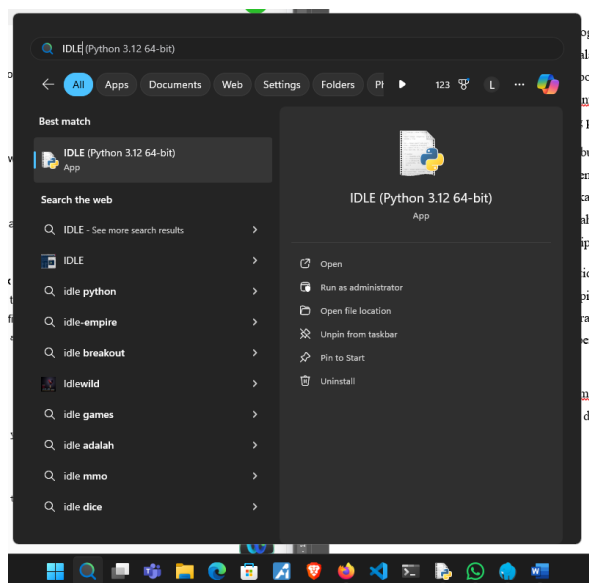 IDLE (Python 3.12 64-bit)
All Apps Documents Web Settings Folders 123 L
Best match
IDLE (Python 3.12 64-bit)
App
Search the web
IDLE - See more search results
IDLE
idle python
idle-empire
idle breakout
Idlewild
idle games
idle adalah
idle mmo
idle dice
IDLE (Python 3.12 64-bit)
App
Open
Run as administrator
Open file location
Unpin from taskbar
Pin to Start
Uninstall